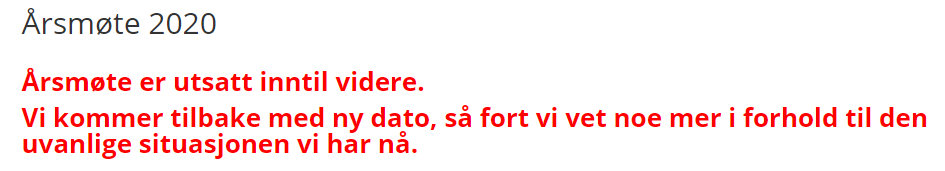 Årsmøte 2020
Årsmøte er utsatt inntil videre.
Vi kommer tilbake med ny dato, så fort vi vet noe mer i forhold til den
uvanlige situasjonen vi har nå.